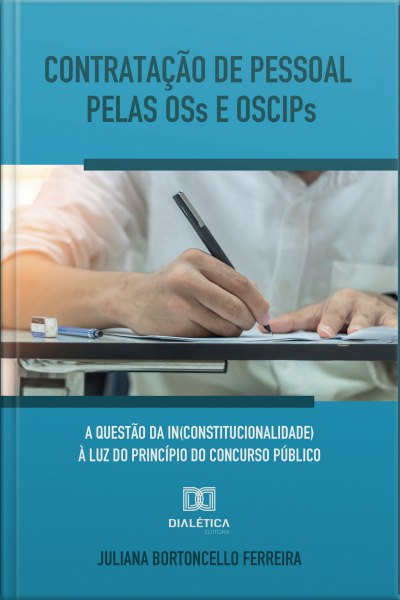 CONTRATAÇÃO DE PESSOAL
PELAS OSs E OSCIPs
A QUESTÃO DA IN(CONSTITUCIONALIDADE)
À LUZ DO PRINCÍPIO DO CONCURSO PÚBLICO
DIALÉTICA
EDITORA
JULIANA BORTONCELLO FERREIRA